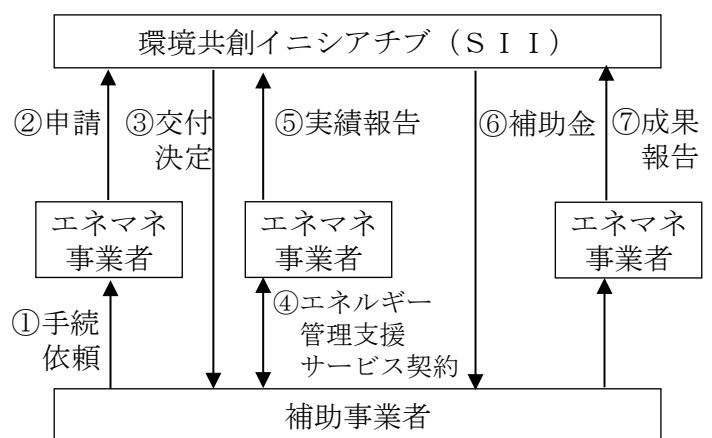 環境共創イニシアチブ（ＳＩＩ）
②申請
③交付
決定
⑤実績報告
⑥補助金
⑦成果
報告
エネマネ
事業者
エネマネ
事業者
エネマネ
事業者
①手続
依頼
④エネルギー
管理支援
サービス契約
補助事業者